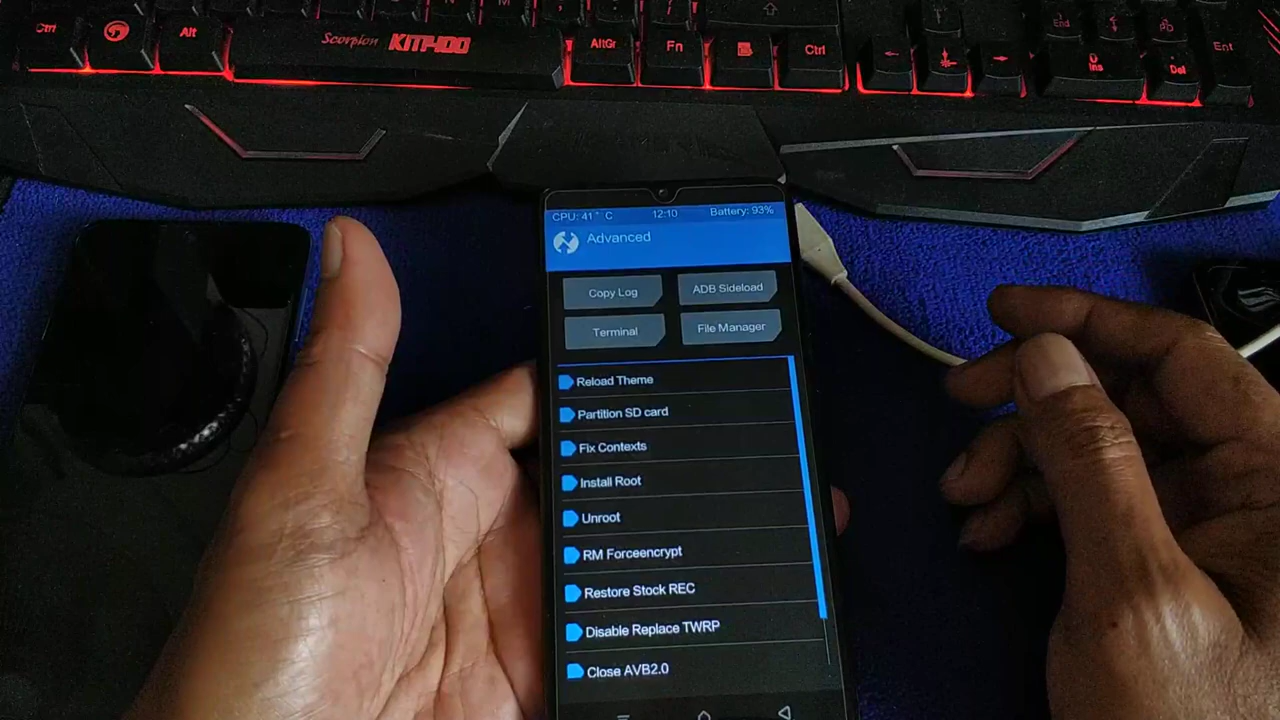 Ctrl
Alt
Scorpion KM400
AltGr
Fn
Ctrl
End
Ent
Ins
Del
CPU: 41° C 12:10 Battery: 93%
Advanced
Copy Log
ADB Sideload
Terminal
File Manager
Reload Theme
Partition SD card
Fix Contexts
Install Root
Unroot
RM Forceencrypt
Restore Stock REC
Disable Replace TWRP
Close AVB2.0